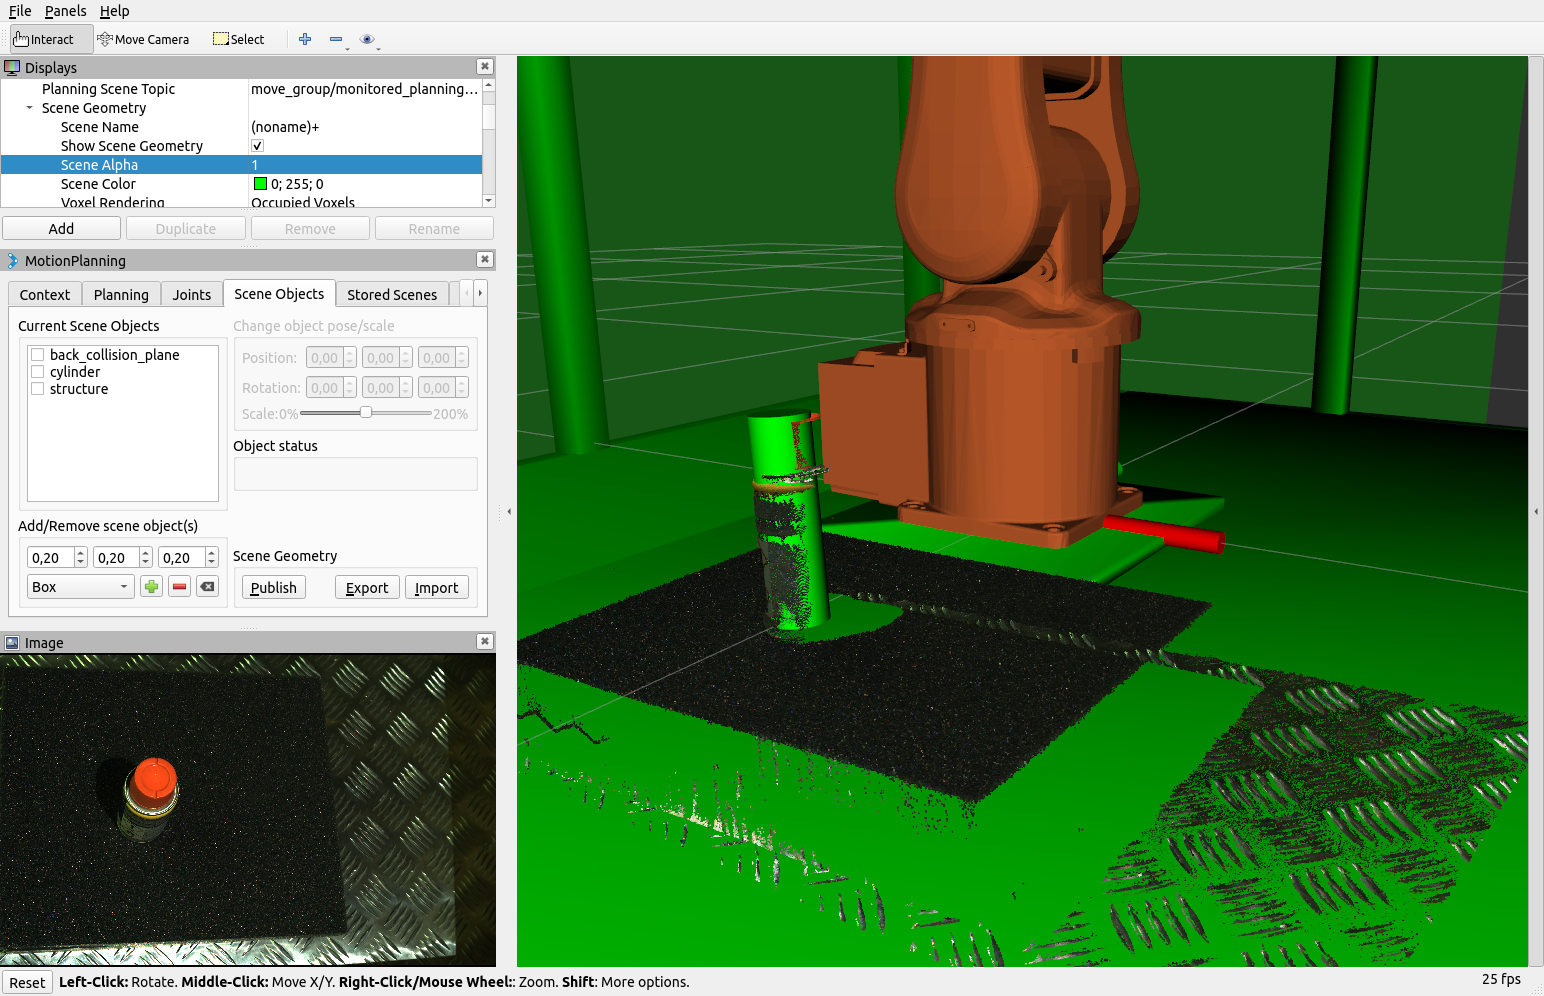 File Panels Help
Interact Move Camera Select
Displays
Planning Scene Topic move_group/monitored_planning...
Scene Geometry
Scene Name (noname)+
Show Scene Geometry
Scene Alpha 1
Scene Color 0; 255; 0
Voxel Rendering Occupied Voxels
Add Duplicate Remove Rename
MotionPlanning
Context Planning Joints Scene Objects Stored Scenes
Current Scene Objects Change object pose/scale
back_collision_plane
cylinder
structure
Position: 0,00 0,00 0,00
Rotation: 0,00 0,00 0,00
Scale:0% 200%
Object status
Add/Remove scene object(s)
0,20 0,20 0,20 Scene Geometry
Box Publish Export Import
Image
Reset Left-Click: Rotate. Middle-Click: Move X/Y. Right-Click/Mouse Wheel:: Zoom. Shift: More options. 25 fps